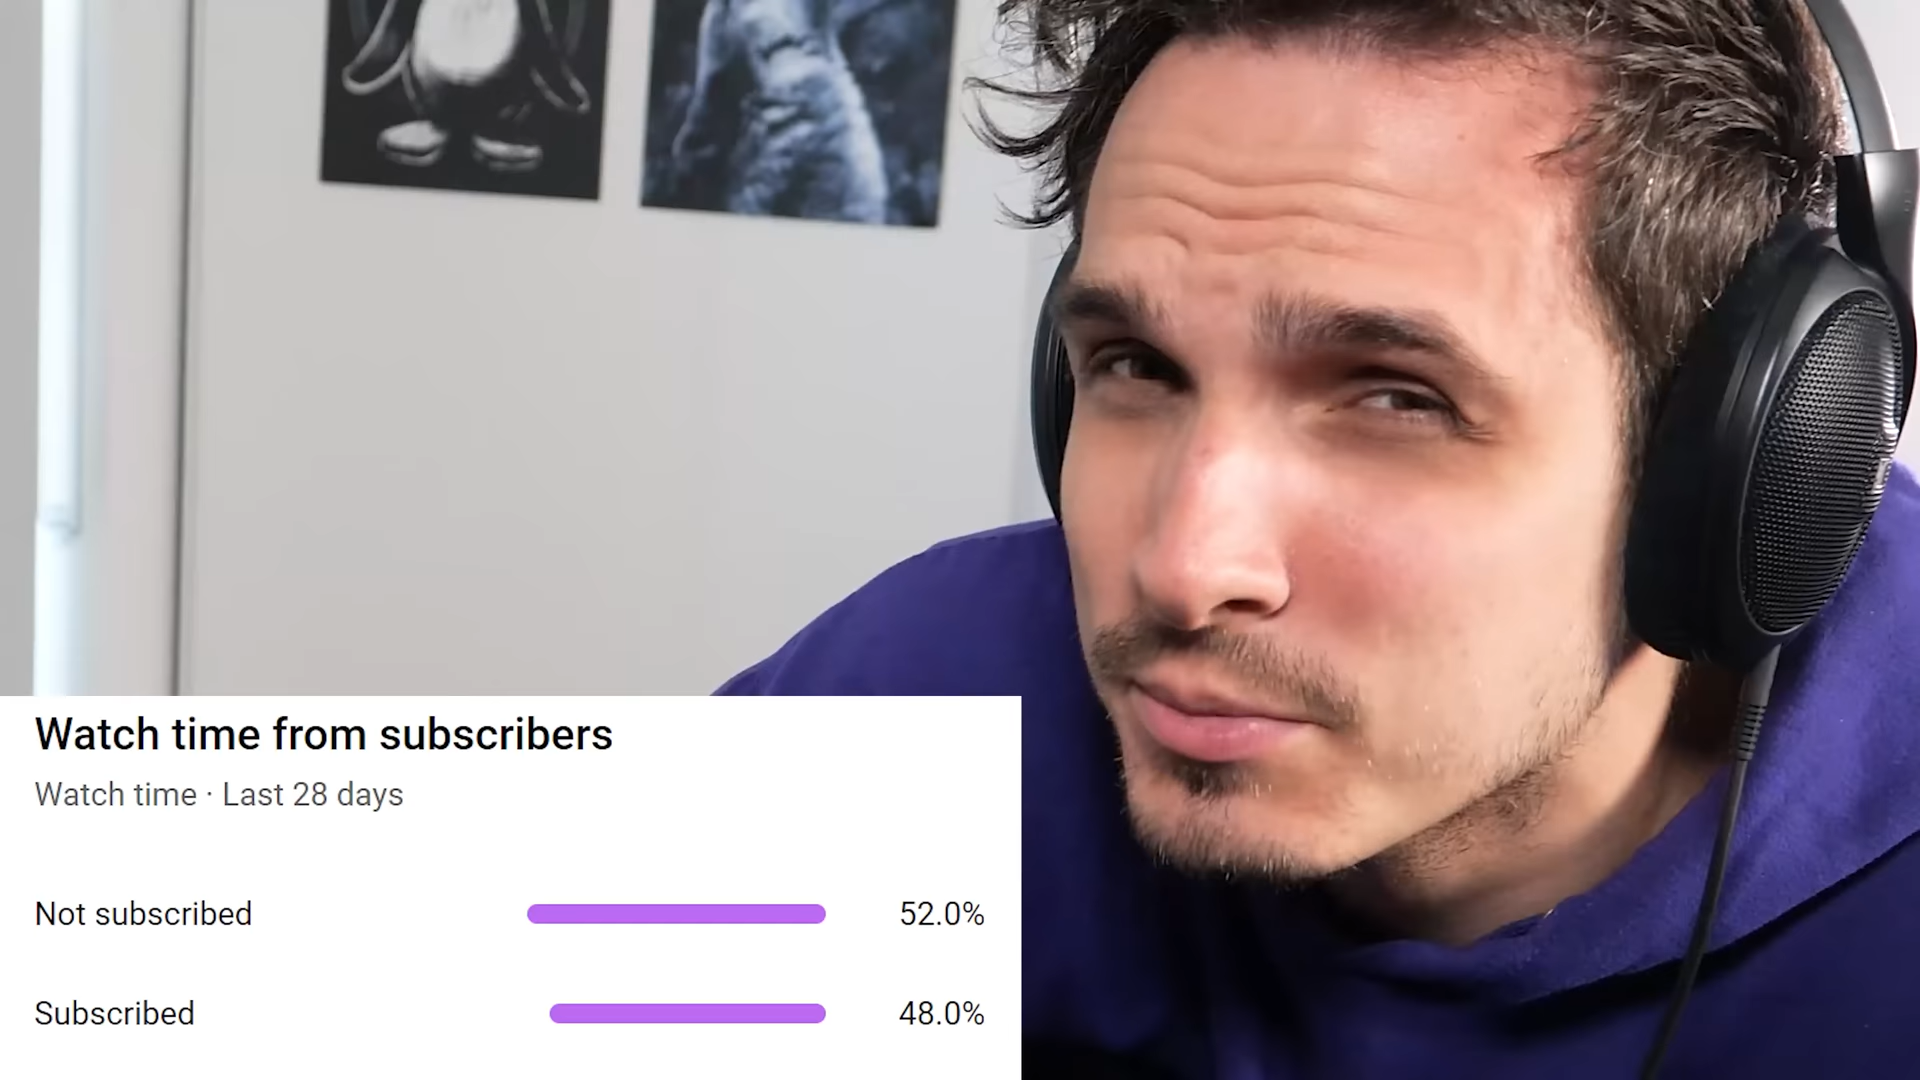 Watch time from subscribers
Watch time · Last 28 days
Not subscribed 52.0%
Subscribed 48.0%